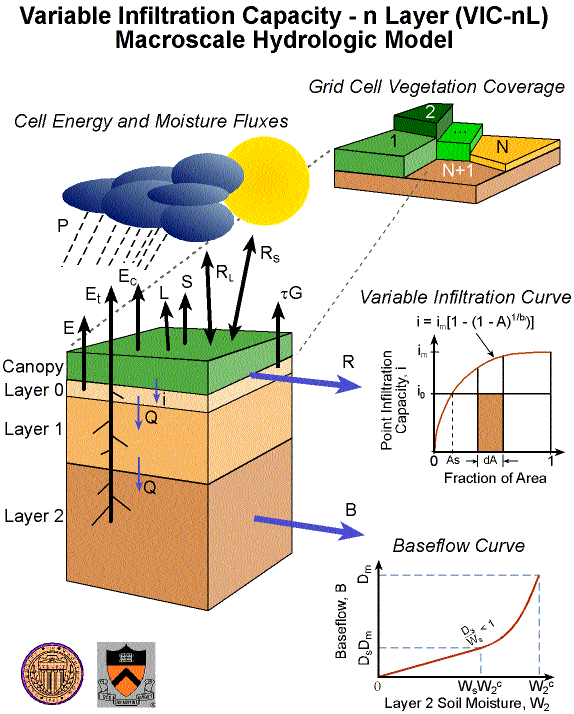 Variable Infiltration Capacity - n Layer (VIC-nL)
Macroscale Hydrologic Model
Grid Cell Vegetation Coverage
Cell Energy and Moisture Fluxes
1
2
...
N
N+1
P
E
Et
Ec
L
S
RL
RS
τG
Canopy
Layer 0
Layer 1
Layer 2
i
Q
Q
R
B
Variable Infiltration Curve
i = im[1 - (1 - A)1/b)]
Point Infiltration
Capacity, i
im
i0
0
As
dA
1
Fraction of Area
Baseflow Curve
Baseflow, B
Dm
DsDm
Ds/Ws < 1
0
WsW2c
W2c
Layer 2 Soil Moisture, W2